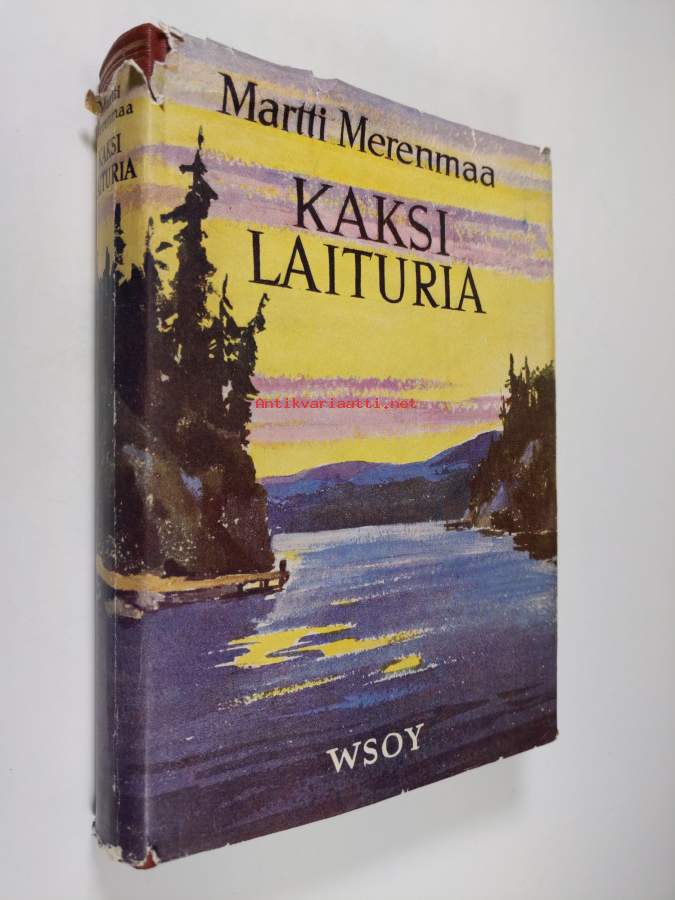 Martti Merenmaa
KAKSI
LAITURIA
Antikvariaatti.net
WSOY
KAKSI
LAITURIA